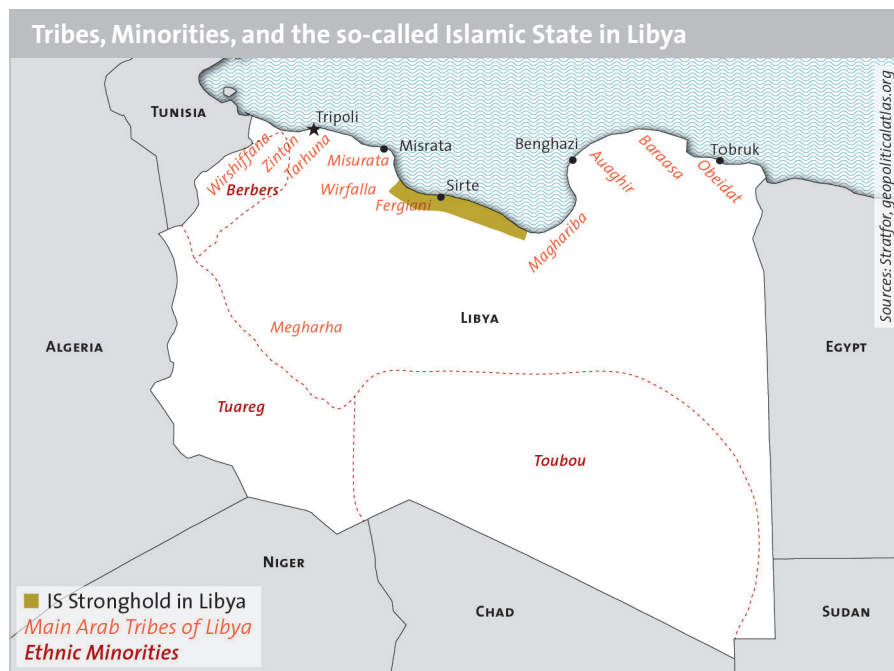 Tribes, Minorities, and the so-called Islamic State in Libya
Sources: Stratfor, geopoliticalatlas.org
TUNISIA
Tripoli
Misrata
Benghazi
Tobruk
Sirte
Wirshiffana
Zintan
Tarhuna
Berbers
Misurata
Wirfalla
Fergiani
Maghariba
Auaghir
Baraasa
Obeidat
LIBYA
Megharha
ALGERIA
EGYPT
Tuareg
Toubou
NIGER
CHAD
SUDAN
IS Stronghold in Libya
Main Arab Tribes of Libya
Ethnic Minorities